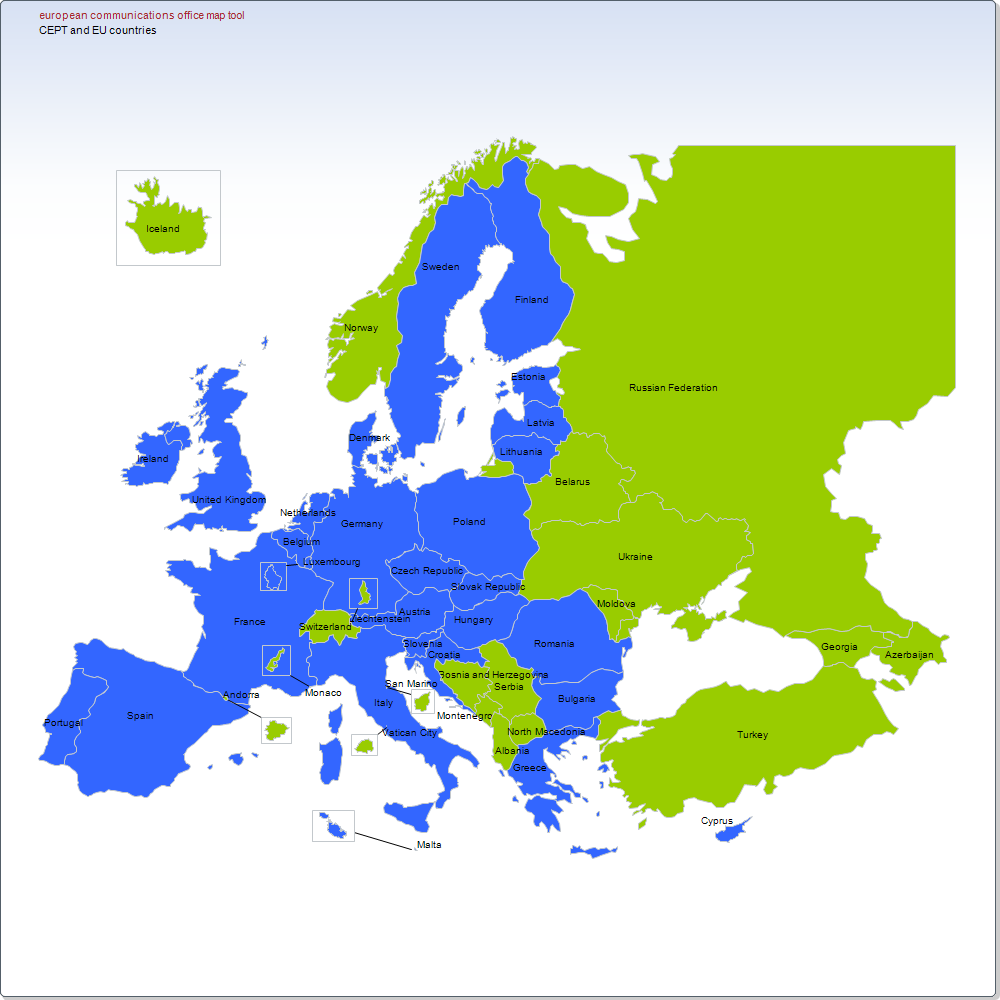 european communications office map tool
CEPT and EU countries
Iceland
Sweden
Finland
Norway
Russian Federation
Estonia
Latvia
Denmark
Lithuania
Ireland
Belarus
United Kingdom
Netherlands
Germany
Poland
Belgium
Ukraine
Luxembourg
Czech Republic
Slovak Republic
Moldova
Austria
Liechtenstein
France
Switzerland
Hungary
Slovenia
Romania
Georgia
Croatia
Azerbaijan
Bosnia and Herzegovina
San Marino
Serbia
Andorra
Monaco
Italy
Bulgaria
Spain
Montenegro
Portuga
Vatican City
North Macedonia
Turkey
Albania
Greece
Cyprus
Malta